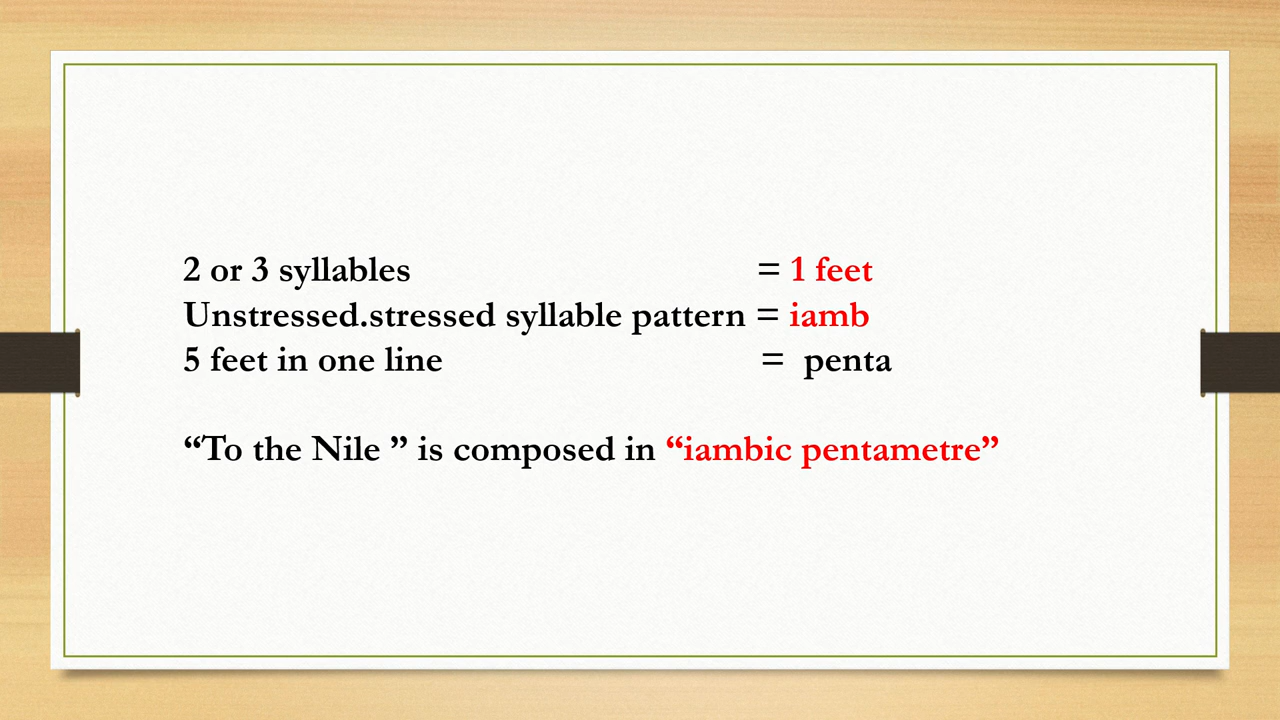 2 or 3 syllables = 1 feet
Unstressed.stressed syllable pattern = iamb
5 feet in one line = penta
“To the Nile ” is composed in “iambic pentametre”